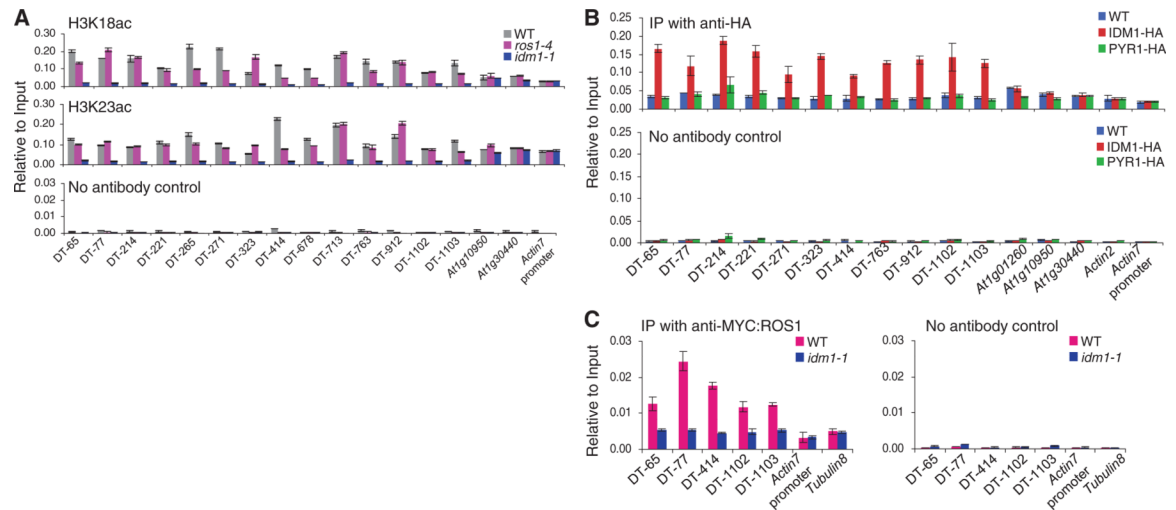 A
H3K18ac
WT
ros1-4
idm1-1
0.30
0.20
0.10
0.00
H3K23ac
0.30
0.20
0.10
0.00
No antibody control
0.03
0.02
0.01
0.00
Relative to Input
DT-65
DT-77
DT-214
DT-221
DT-265
DT-271
DT-323
DT-414
DT-678
DT-713
DT-763
DT-912
DT-1102
DT-1103
At1g10950
At1g30440
Actin7
promoter
B
IP with anti-HA
WT
IDM1-HA
PYR1-HA
0.25
0.20
0.15
0.10
0.05
0.00
No antibody control
WT
IDM1-HA
PYR1-HA
0.25
0.20
0.15
0.10
0.05
0.00
Relative to Input
DT-65
DT-77
DT-214
DT-221
DT-271
DT-323
DT-414
DT-763
DT-912
DT-1102
DT-1103
At1g01260
At1g10950
At1g30440
Actin2
Actin7
promoter
C
IP with anti-MYC:ROS1
WT
idm1-1
0.03
0.02
0.01
0.00
Relative to Input
DT-65
DT-77
DT-414
DT-1102
DT-1103
Actin7
promoter
Tubulin8
No antibody control
WT
idm1-1
0.03
0.02
0.01
0.00
DT-65
DT-77
DT-414
DT-1102
DT-1103
Actin7
promoter
Tubulin8